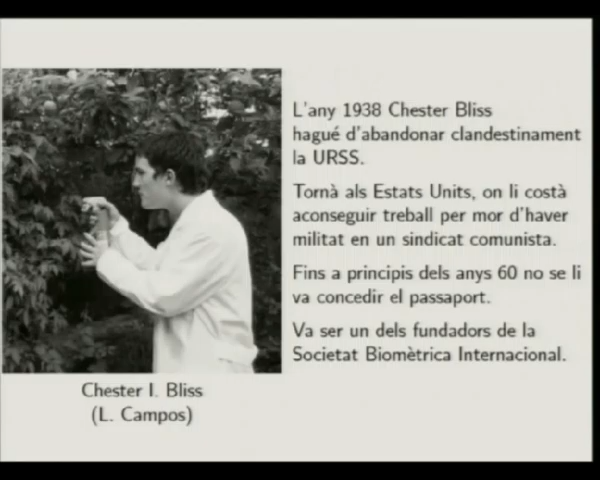 L'any 1938 Chester Bliss
hagué d'abandonar clandestinament
la URSS.
Tornà als Estats Units, on li costà
aconseguir treball per mor d'haver
militat en un sindicat comunista.
Fins a principis dels anys 60 no se li
va concedir el passaport.
Va ser un dels fundadors de la
Societat Biomètrica Internacional.
Chester I. Bliss
(L. Campos)